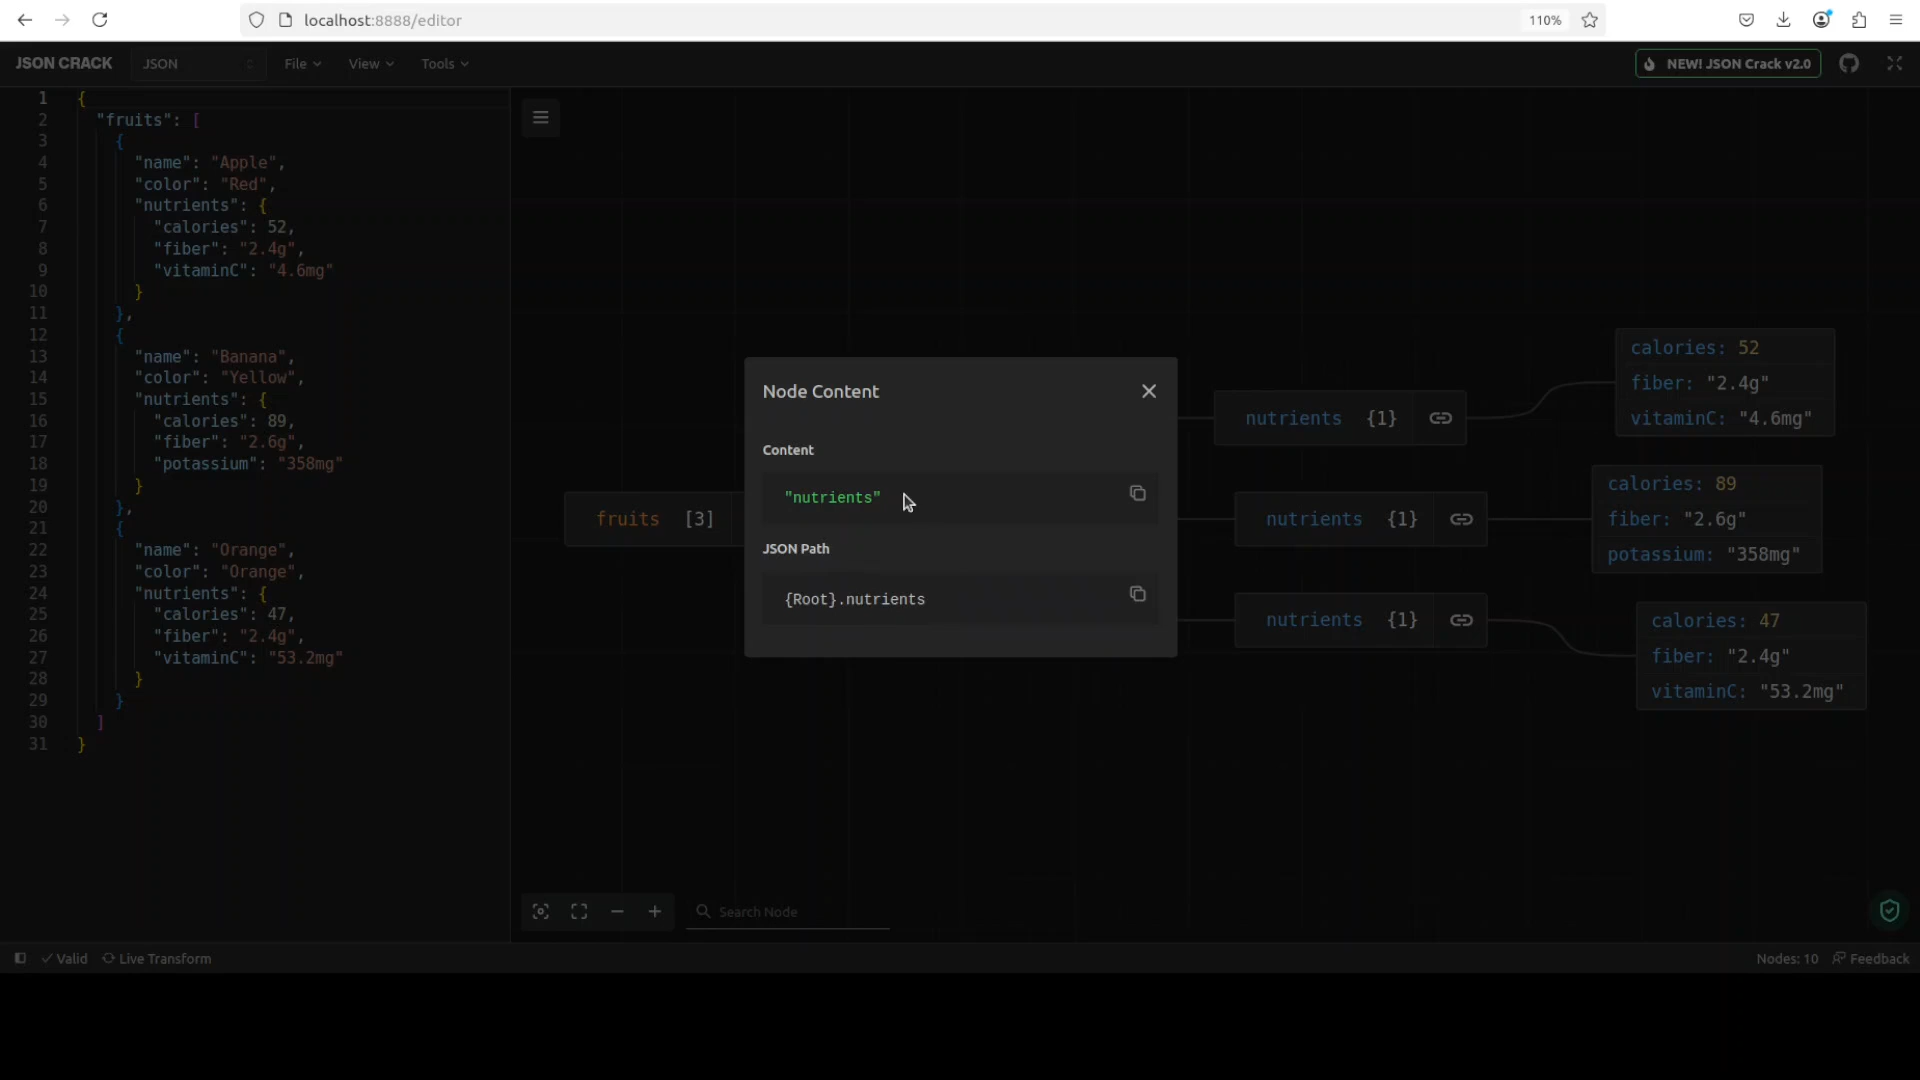 localhost:8888/editor
110%
JSON CRACK
JSON
File
View
Tools
NEW! JSON Crack v2.0
1 {
2 "fruits": [
3 {
4 "name": "Apple",
5 "color": "Red",
6 "nutrients": {
7 "calories": 52,
8 "fiber": "2.4g",
9 "vitaminC": "4.6mg"
10 }
11 },
12 {
13 "name": "Banana",
14 "color": "Yellow",
15 "nutrients": {
16 "calories": 89,
17 "fiber": "2.6g",
18 "potassium": "358mg"
19 }
20 },
21 {
22 "name": "Orange",
23 "color": "Orange",
24 "nutrients": {
25 "calories": 47,
26 "fiber": "2.4g",
27 "vitaminC": "53.2mg"
28 }
29 }
30 ]
31 }
fruits [3]
Node Content
Content
"nutrients"
JSON Path
{Root}.nutrients
nutrients {1}
calories: 52
fiber: "2.4g"
vitaminC: "4.6mg"
nutrients {1}
calories: 89
fiber: "2.6g"
potassium: "358mg"
nutrients {1}
calories: 47
fiber: "2.4g"
vitaminC: "53.2mg"
Search Node
Valid
Live Transform
Nodes: 10
Feedback